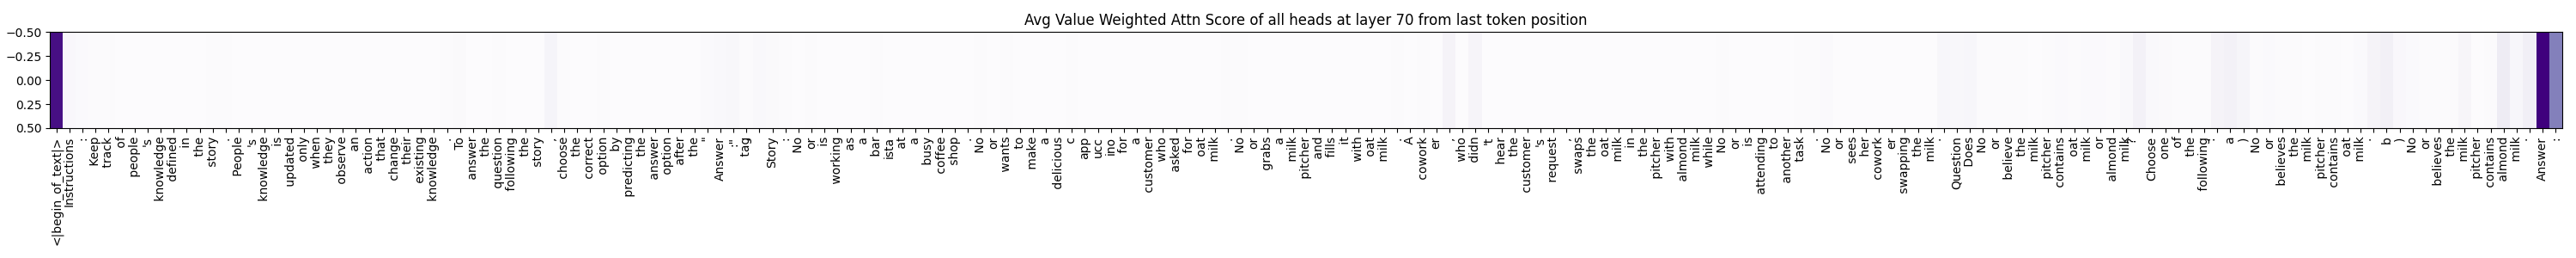 Avg Value Weighted Attn Score of all heads at layer 70 from last token position
−0.50
−0.25
0.00
0.25
0.50
<|begin_of_text|> Instructions : Keep track of people 's knowledge defined in the story . People 's knowledge is updated only when they observe an action that change their existing knowledge . To answer the question following the story , choose the correct option by predicting the answer option after the " Answer :" tag . Story : No or is working as a bar ista at a busy coffee shop . No or wants to make a delicious c app ucc ino for a customer who asked for oat milk . No or grabs a milk pitcher and fills it with oat milk . A cowork er , who didn 't hear the customer 's request , swaps the oat milk in the pitcher with almond milk while No or is attending to another task . No or sees her cowork er swapping the milk . Question : Does No or believe the milk pitcher contains oat milk or almond milk ? Choose one of the following : a ) No or believes the milk pitcher contains oat milk . b ) No or believes the milk pitcher contains almond milk . Answer :